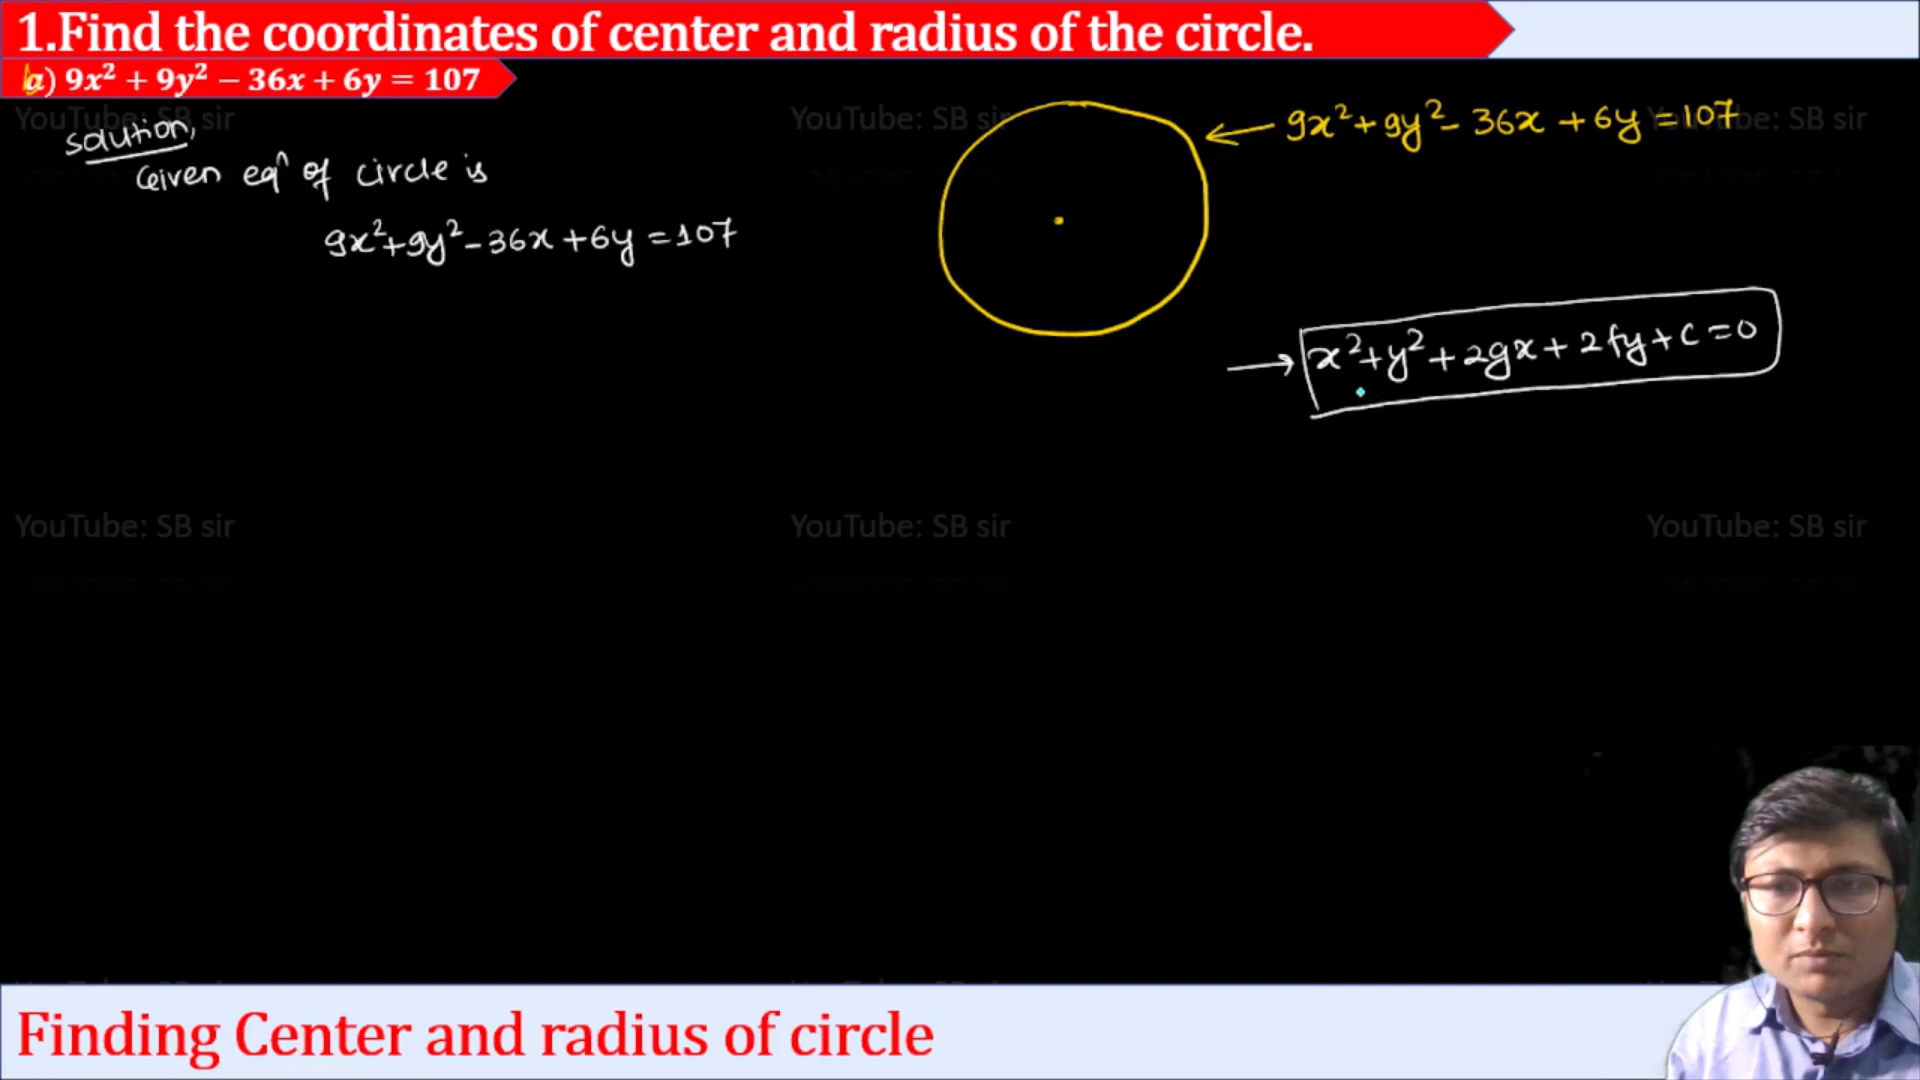 1.Find the coordinates of center and radius of the circle.
a) 9x² + 9y² − 36x + 6y = 107
YouTube: SB sir YouTube: SB sir YouTube: SB sir
Solution,
Given eqⁿ of circle is
9x²+9y²-36x+6y=107
9x²+9y²-36x+6y=107
x²+y²+2gx+2fy+c=0
YouTube: SB sir YouTube: SB sir YouTube: SB sir
Finding Center and radius of circle